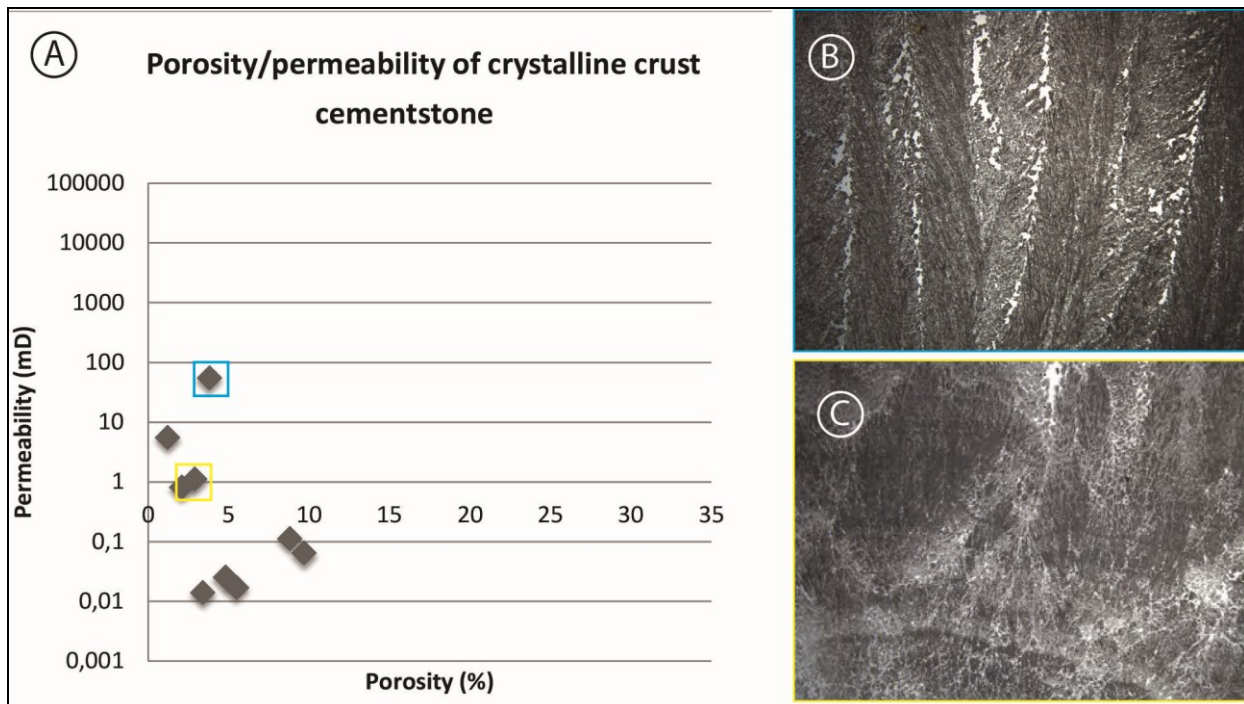 A
Porosity/permeability of crystalline crust
cementstone
100000
10000
1000
100
10
1
0 5 10 15 20 25 30 35
0,1
0,01
0,001
Permeability (mD)
Porosity (%)
B
C